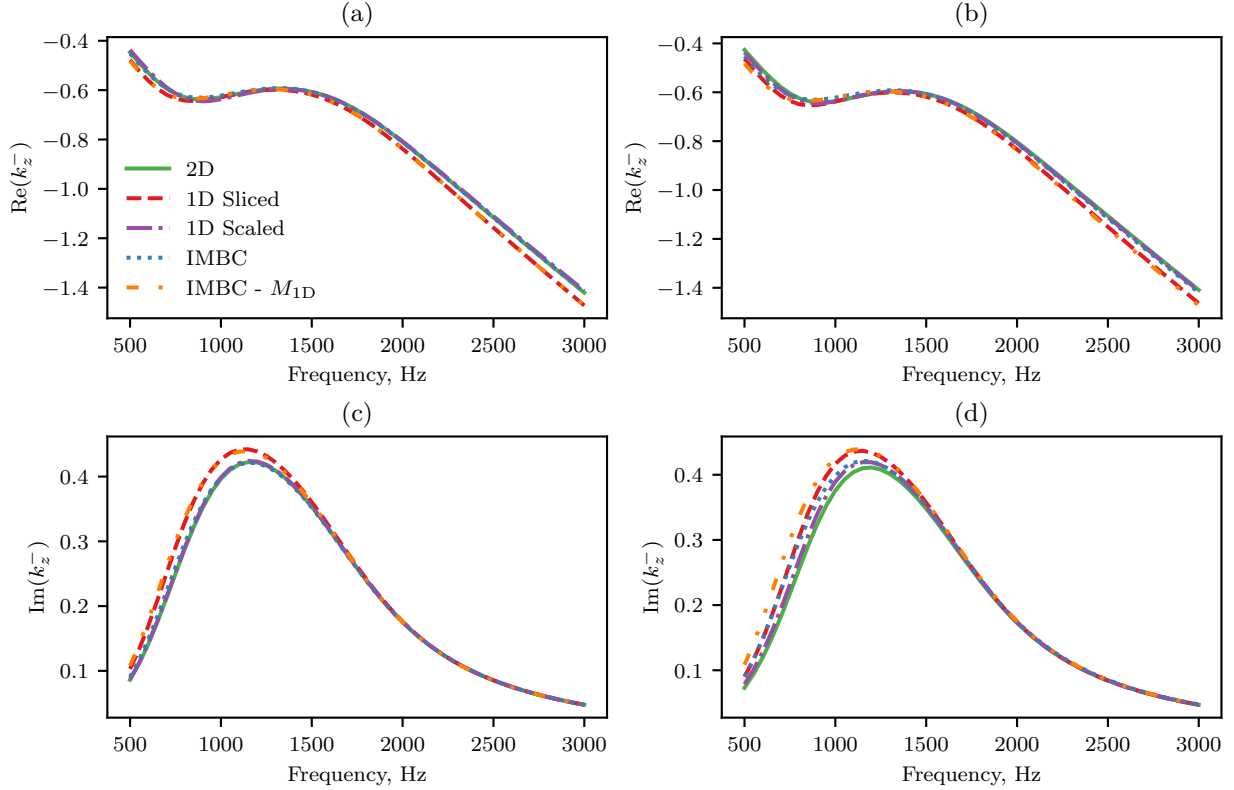 (a)
(b)
−0.4
−0.6
−0.8
−1.0
−1.2
−1.4
Re(k_z^−)
2D
1D Sliced
1D Scaled
IMBC
IMBC - M_1D
500
1000
1500
2000
2500
3000
Frequency, Hz
−0.4
−0.6
−0.8
−1.0
−1.2
−1.4
Re(k_z^−)
500
1000
1500
2000
2500
3000
Frequency, Hz
(c)
(d)
0.4
0.3
0.2
0.1
Im(k_z^−)
500
1000
1500
2000
2500
3000
Frequency, Hz
0.4
0.3
0.2
0.1
Im(k_z^−)
500
1000
1500
2000
2500
3000
Frequency, Hz